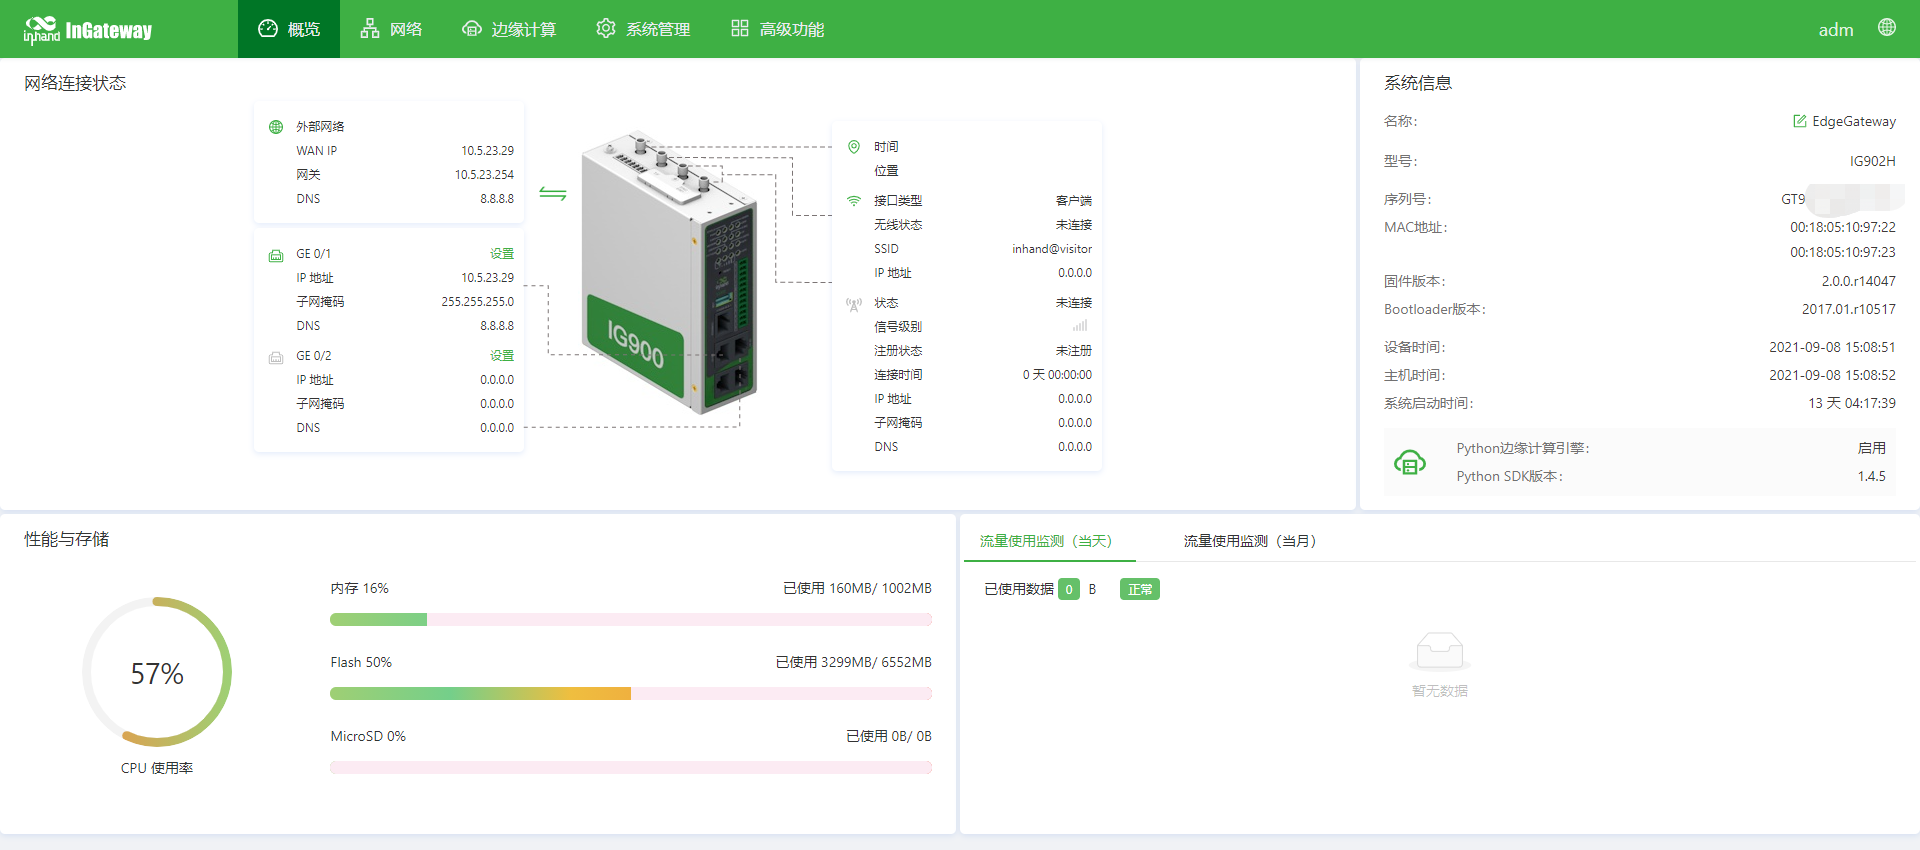 inhand InGateway
概览
网络
边缘计算
系统管理
高级功能
adm
网络连接状态
外部网络
WAN IP 10.5.23.29
网关 10.5.23.254
DNS 8.8.8.8
GE 0/1 设置
IP 地址 10.5.23.29
子网掩码 255.255.255.0
DNS 8.8.8.8
GE 0/2 设置
IP 地址 0.0.0.0
子网掩码 0.0.0.0
DNS 0.0.0.0
IG900
时间
位置
接口类型 客户端
无线状态 未连接
SSID inhand@visitor
IP 地址 0.0.0.0
状态 未连接
信号级别
注册状态 未注册
连接时间 0 天 00:00:00
IP 地址 0.0.0.0
子网掩码 0.0.0.0
DNS 0.0.0.0
系统信息
名称: EdgeGateway
型号: IG902H
序列号: GT9
MAC地址: 00:18:05:10:97:22
00:18:05:10:97:23
固件版本: 2.0.0.r14047
Bootloader版本: 2017.01.r10517
设备时间: 2021-09-08 15:08:51
主机时间: 2021-09-08 15:08:52
系统启动时间: 13 天 04:17:39
Python边缘计算引擎: 启用
Python SDK版本: 1.4.5
性能与存储
57%
CPU 使用率
内存 16% 已使用 160MB/ 1002MB
Flash 50% 已使用 3299MB/ 6552MB
MicroSD 0% 已使用 0B/ 0B
流量使用监测（当天） 流量使用监测（当月）
已使用数据 0 B 正常
暂无数据